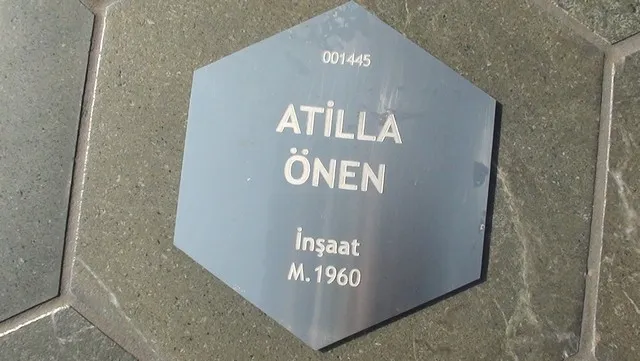 001445
ATİLLA
ÖNEN
İnşaat
M.1960